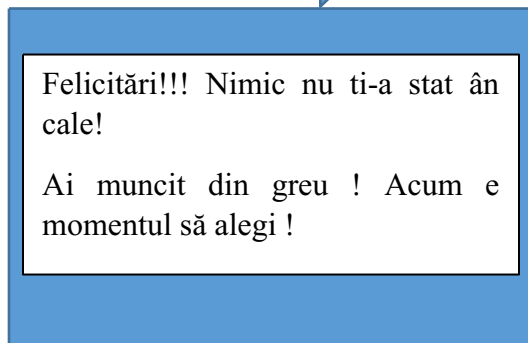 Felicitări!!! Nimic nu ti-a stat ân
cale!
Ai muncit din greu ! Acum e
momentul să alegi !